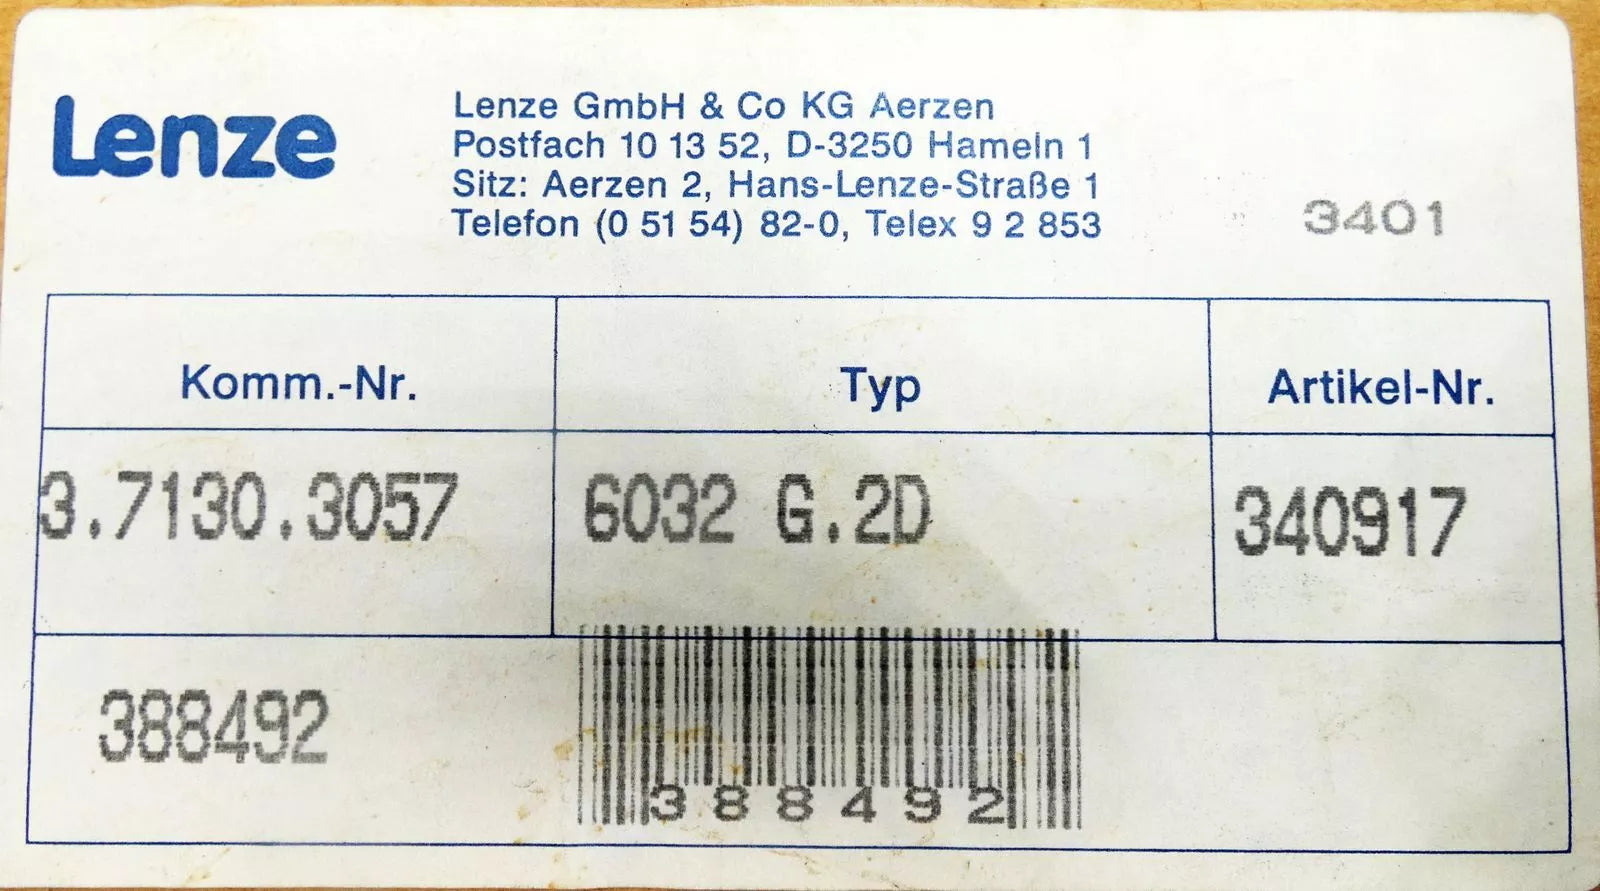 Lenze
Lenze GmbH & Co KG Aerzen
Postfach 10 13 52, D-3250 Hameln 1
Sitz: Aerzen 2, Hans-Lenze-Straße 1
Telefon (0 51 54) 82-0, Telex 9 2 853
3401
Komm.-Nr. Typ Artikel-Nr.
3.7130.3057 6032 G.2D 340917
388492
388492